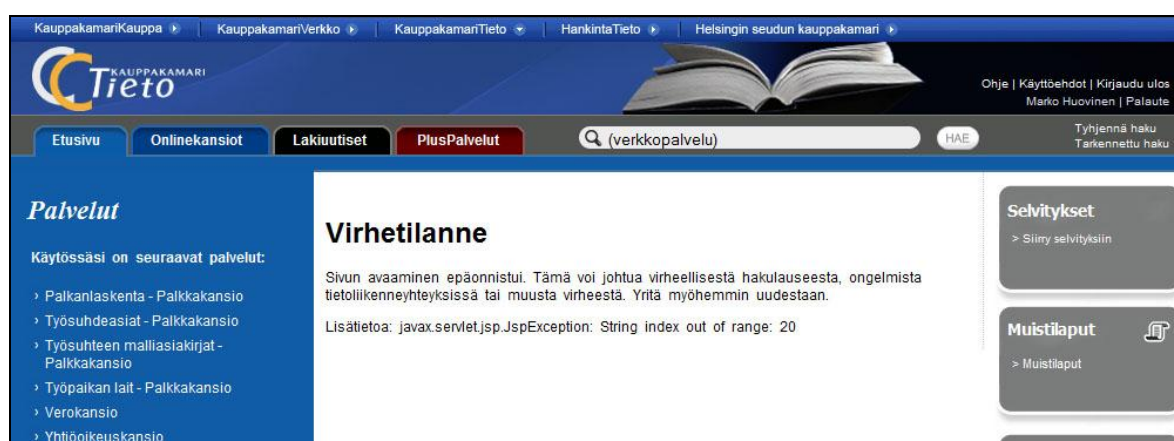 KauppakamariKauppa KauppakamariVerkko KauppakamariTieto HankintaTieto Helsingin seudun kauppakamari
KAUPPAKAMARI
Tieto
Ohje | Käyttöehdot | Kirjaudu ulos
Marko Huovinen | Palaute
Etusivu Onlinekansiot Lakiuutiset PlusPalvelut (verkkopalvelu) HAE
Tyhjennä haku
Tarkennettu haku
Palvelut
Käytössäsi on seuraavat palvelut:
› Palkanlaskenta - Palkkakansio
› Työsuhdeasiat - Palkkakansio
› Työsuhteen malliasiakirjat -
Palkkakansio
› Työpaikan lait - Palkkakansio
› Verokansio
› Yhtiöoikeuskansio
Virhetilanne
Sivun avaaminen epäonnistui. Tämä voi johtua virheellisestä hakulauseesta, ongelmista
tietoliikenneyhteyksissä tai muusta virheestä. Yritä myöhemmin uudestaan.
Lisätietoa: javax.servlet.jsp.JspException: String index out of range: 20
Selvitykset
> Siirry selvityksiin
Muistilaput
> Muistilaput